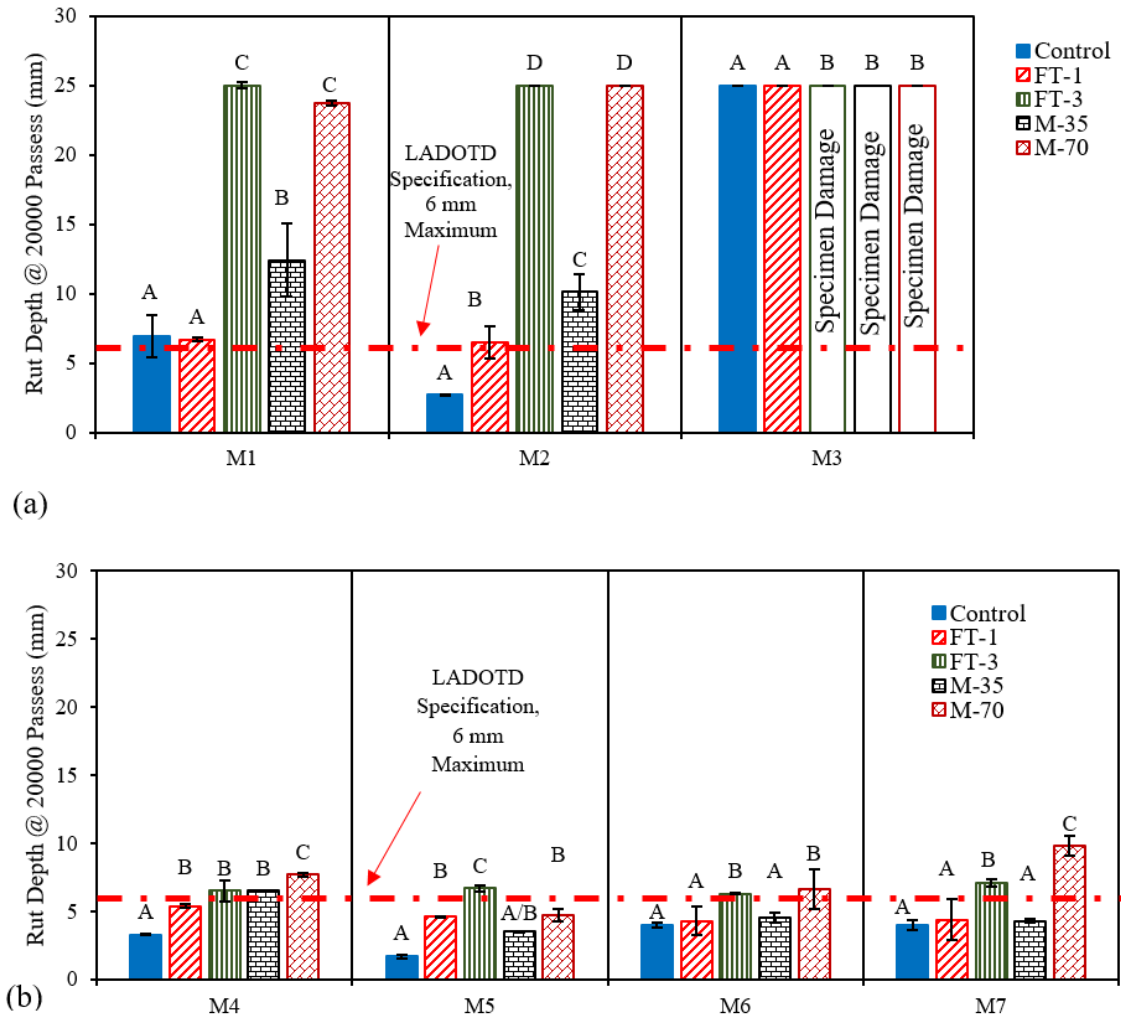 30
25
20
15
10
5
0
Rut Depth @ 20000 Passess (mm)
A
A
C
B
C
A
B
D
C
D
A
A
B
B
B
LADOTD
Specification,
6 mm
Maximum
Specimen Damage
Specimen Damage
Specimen Damage
M1
M2
M3
Control
FT-1
FT-3
M-35
M-70
(a)
30
25
20
15
10
5
0
Rut Depth @ 20000 Passess (mm)
LADOTD
Specification,
6 mm
Maximum
A
B
B
B
C
A
B
C
A/B
B
A
A
B
A
B
A
A
B
A
C
Control
FT-1
FT-3
M-35
M-70
M4
M5
M6
M7
(b)